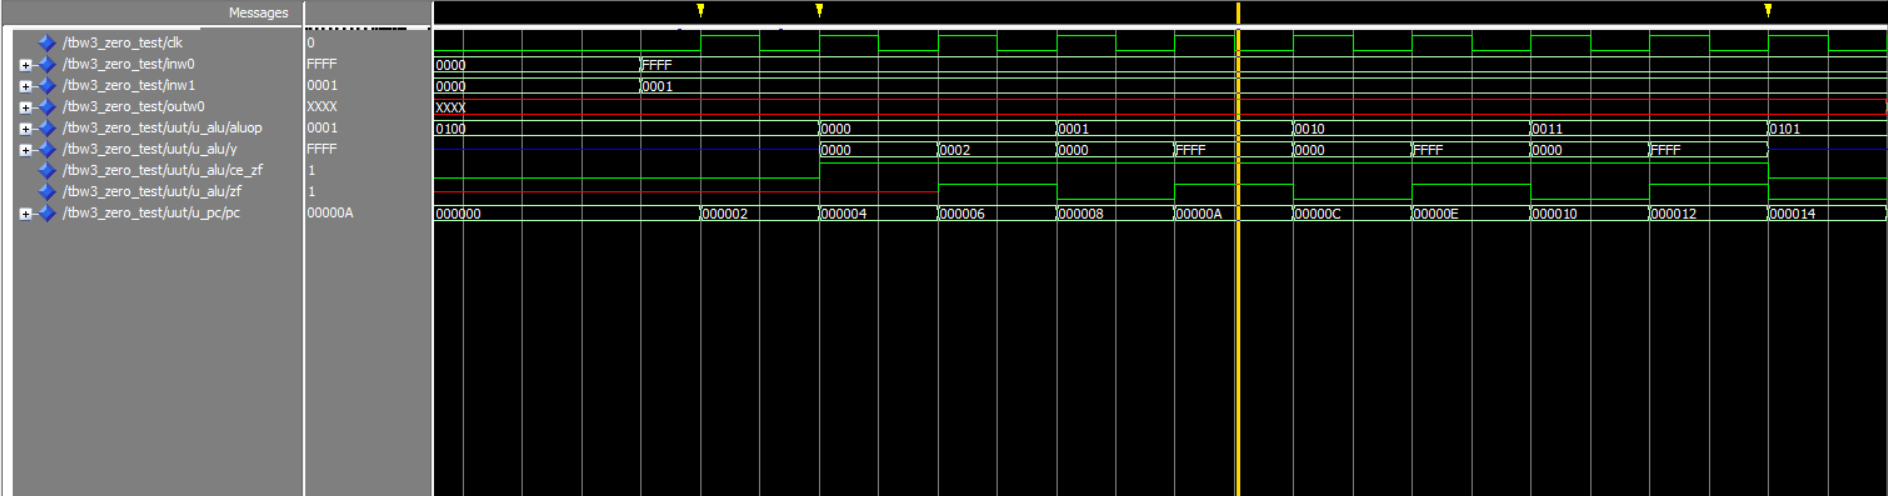 Messages
/tbw3_zero_test/clk 0
/tbw3_zero_test/inw0 FFFF 0000 FFFF
/tbw3_zero_test/inw1 0001 0000 0001
/tbw3_zero_test/outw0 XXXX XXXX
/tbw3_zero_test/uut/u_alu/aluop 0001 0100 0000 0001 0010 0011 0101
/tbw3_zero_test/uut/u_alu/y FFFF 0000 0002 0000 FFFF 0000 FFFF 0000 FFFF
/tbw3_zero_test/uut/u_alu/ce_zf 1
/tbw3_zero_test/uut/u_alu/zf 1
/tbw3_zero_test/uut/u_pc/pc 00000A 000000 000002 000004 000006 000008 00000A 00000C 00000E 000010 000012 000014